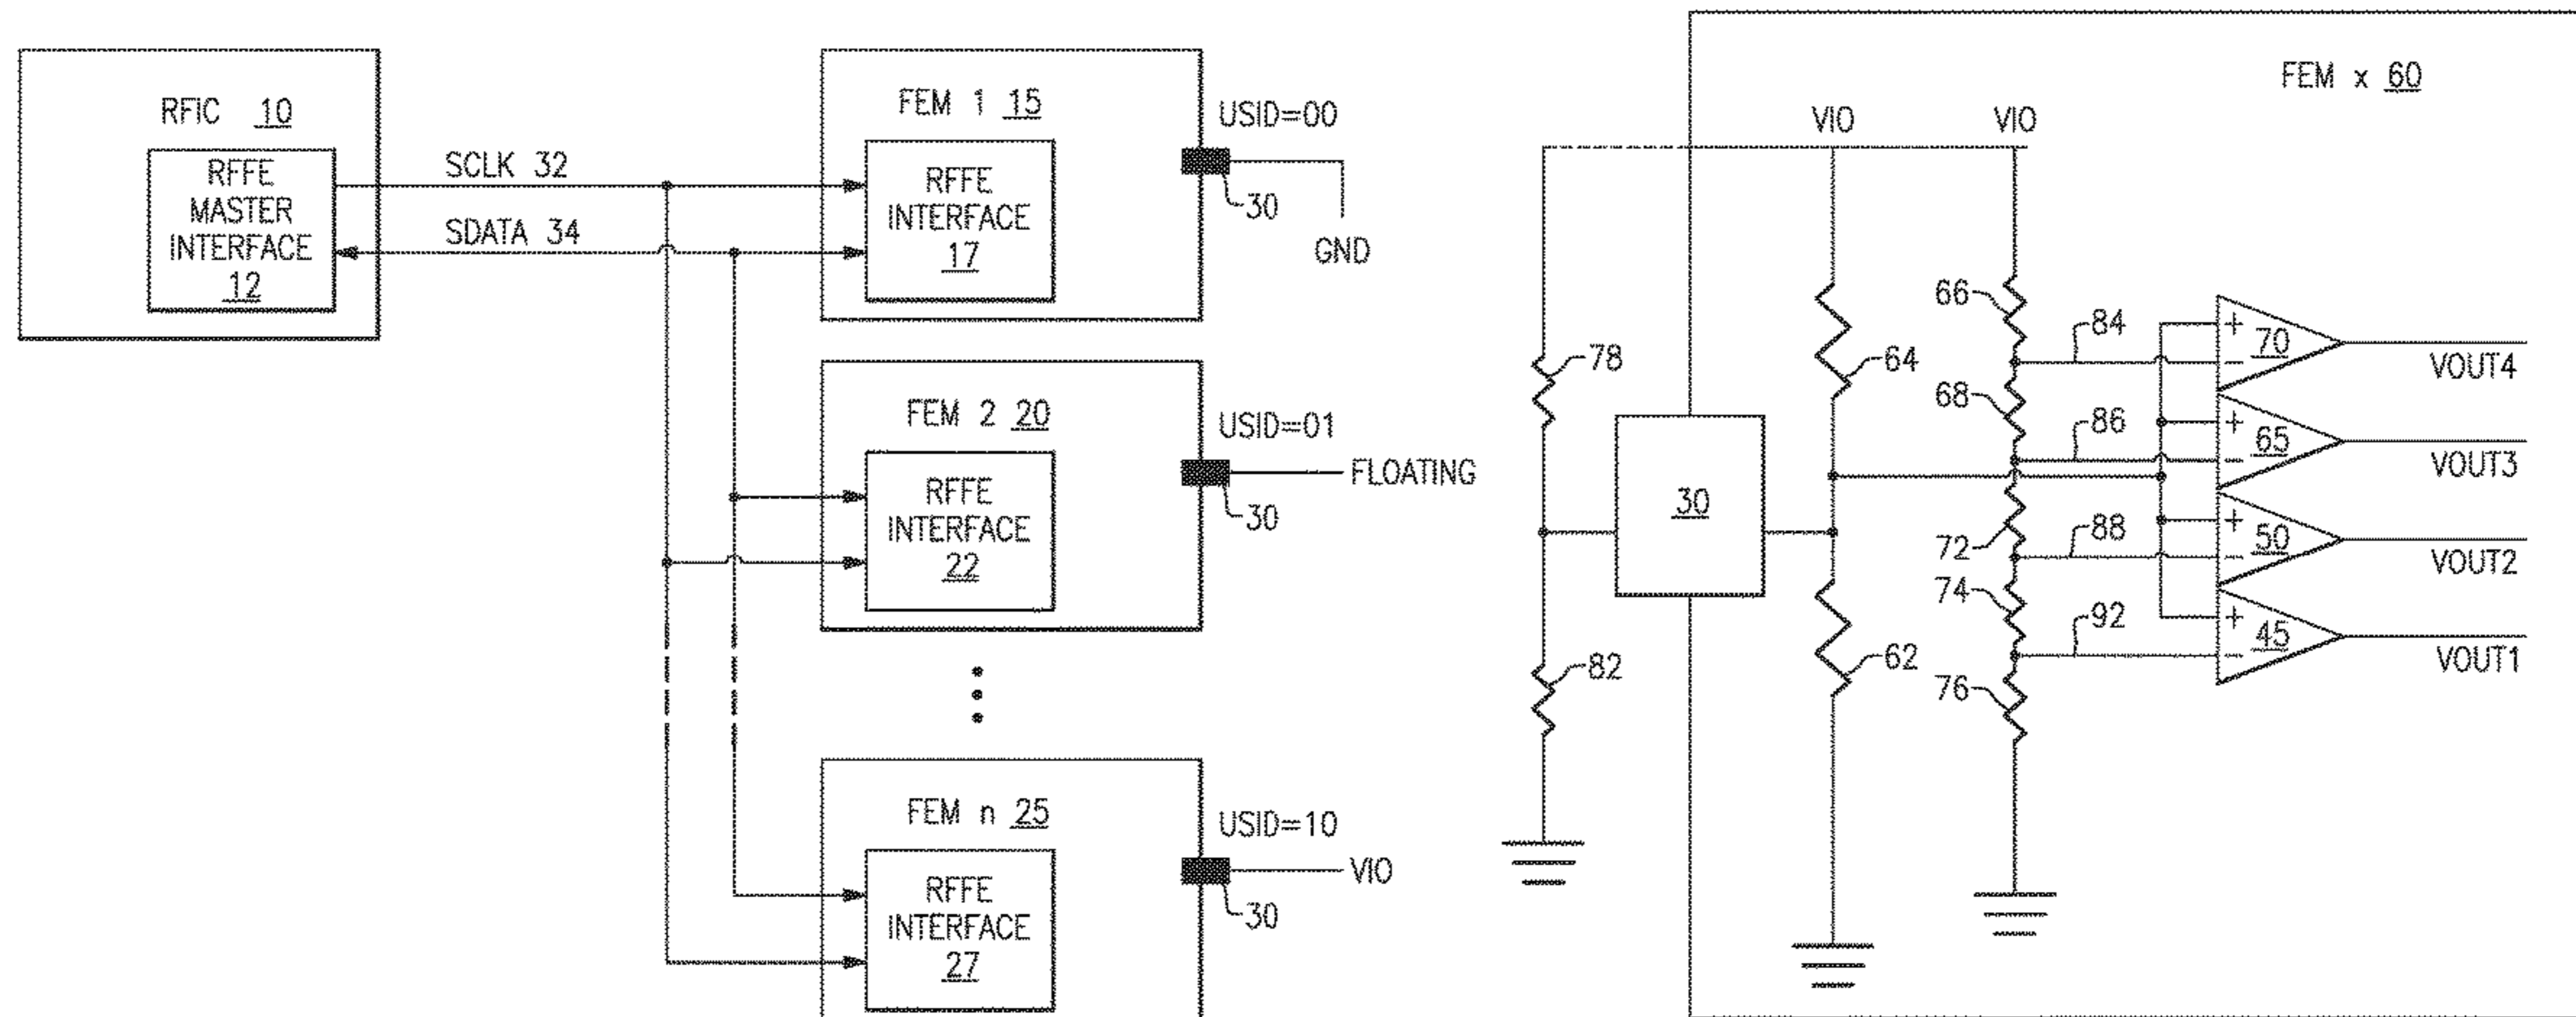 RFIC 10
RFFE
MASTER
INTERFACE
12
SCLK 32
SDATA 34
FEM 1 15
RFFE
INTERFACE
17
USID=00
30
GND
FEM 2 20
RFFE
INTERFACE
22
USID=01
FLOATING
30
FEM n 25
RFFE
INTERFACE
27
USID=10
VIO
30
FEM x 60
VIO
VIO
78
82
30
64
62
66
68
72
74
76
84
86
88
92
+
−
70
VOUT4
+
−
65
VOUT3
+
−
50
VOUT2
+
−
45
VOUT1